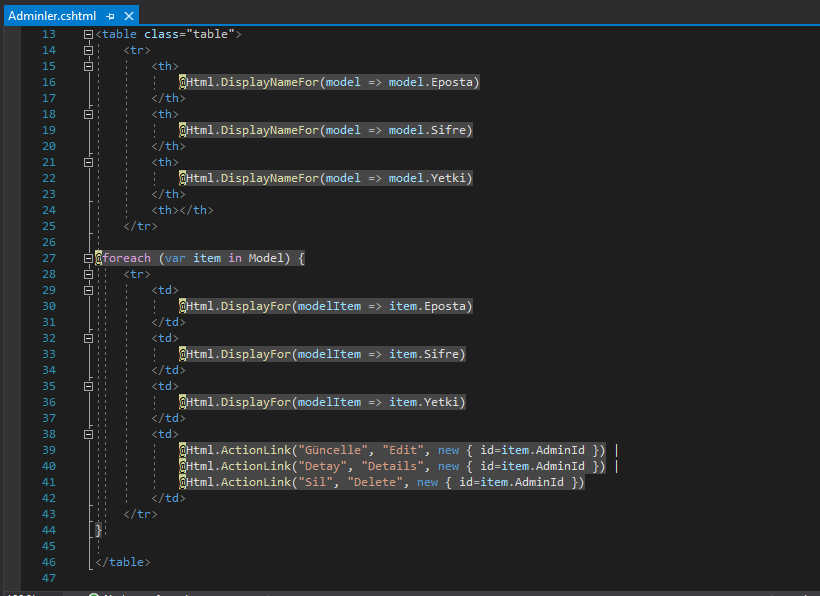 Adminler.cshtml
13 <table class="table">
14 <tr>
15 <th>
16 @Html.DisplayNameFor(model => model.Eposta)
17 </th>
18 <th>
19 @Html.DisplayNameFor(model => model.Sifre)
20 </th>
21 <th>
22 @Html.DisplayNameFor(model => model.Yetki)
23 </th>
24 <th></th>
25 </tr>
26
27 @foreach (var item in Model) {
28 <tr>
29 <td>
30 @Html.DisplayFor(modelItem => item.Eposta)
31 </td>
32 <td>
33 @Html.DisplayFor(modelItem => item.Sifre)
34 </td>
35 <td>
36 @Html.DisplayFor(modelItem => item.Yetki)
37 </td>
38 <td>
39 @Html.ActionLink("Güncelle", "Edit", new { id=item.AdminId }) |
40 @Html.ActionLink("Detay", "Details", new { id=item.AdminId }) |
41 @Html.ActionLink("Sil", "Delete", new { id=item.AdminId })
42 </td>
43 </tr>
44 }
45
46 </table>
47